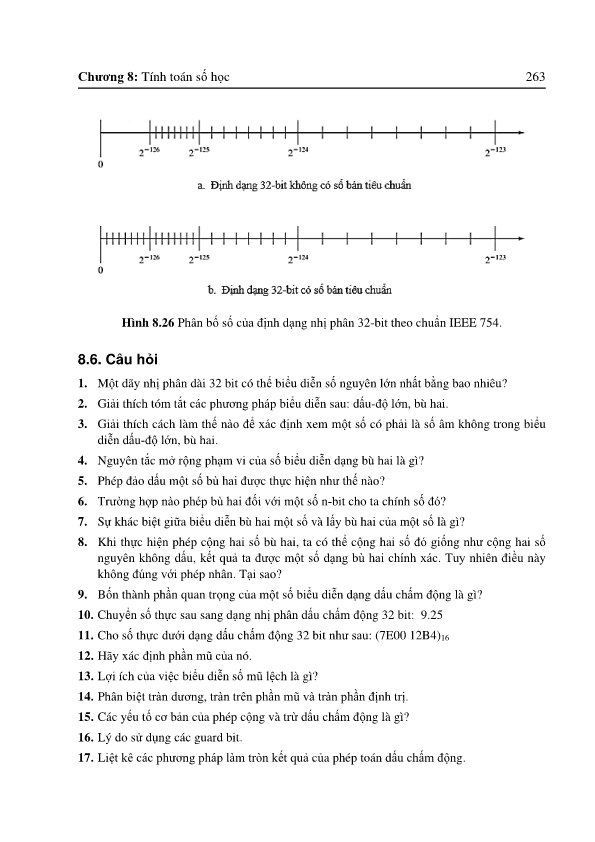 Chương 8: Tính toán số học 263
2⁻¹²⁶ 2⁻¹²⁵ 2⁻¹²⁴ 2⁻¹²³
0
a. Định dạng 32-bit không có số bán tiêu chuẩn
2⁻¹²⁶ 2⁻¹²⁵ 2⁻¹²⁴ 2⁻¹²³
0
b. Định dạng 32-bit có số bán tiêu chuẩn
Hình 8.26 Phân bố số của định dạng nhị phân 32-bit theo chuẩn IEEE 754.
8.6. Câu hỏi
1. Một dãy nhị phân dài 32 bit có thể biểu diễn số nguyên lớn nhất bằng bao nhiêu?
2. Giải thích tóm tắt các phương pháp biểu diễn sau: dấu-độ lớn, bù hai.
3. Giải thích cách làm thế nào để xác định xem một số có phải là số âm không trong biểu
diễn dấu-độ lớn, bù hai.
4. Nguyên tắc mở rộng phạm vi của số biểu diễn dạng bù hai là gì?
5. Phép đảo dấu một số bù hai được thực hiện như thế nào?
6. Trường hợp nào phép bù hai đối với một số n-bit cho ta chính số đó?
7. Sự khác biệt giữa biểu diễn bù hai một số và lấy bù hai của một số là gì?
8. Khi thực hiện phép cộng hai số bù hai, ta có thể cộng hai số đó giống như cộng hai số
nguyên không dấu, kết quả ta được một số dạng bù hai chính xác. Tuy nhiên điều này
không đúng với phép nhân. Tại sao?
9. Bốn thành phần quan trọng của một số biểu diễn dạng dấu chấm động là gì?
10. Chuyển số thực sau sang dạng nhị phân dấu chấm động 32 bit: 9.25
11. Cho số thực dưới dạng dấu chấm động 32 bit như sau: (7E00 12B4)₁₆
12. Hãy xác định phần mũ của nó.
13. Lợi ích của việc biểu diễn số mũ lệch là gì?
14. Phân biệt tràn dương, tràn trên phần mũ và tràn phần định trị.
15. Các yếu tố cơ bản của phép cộng và trừ dấu chấm động là gì?
16. Lý do sử dụng các guard bit.
17. Liệt kê các phương pháp làm tròn kết quả của phép toán dấu chấm động.